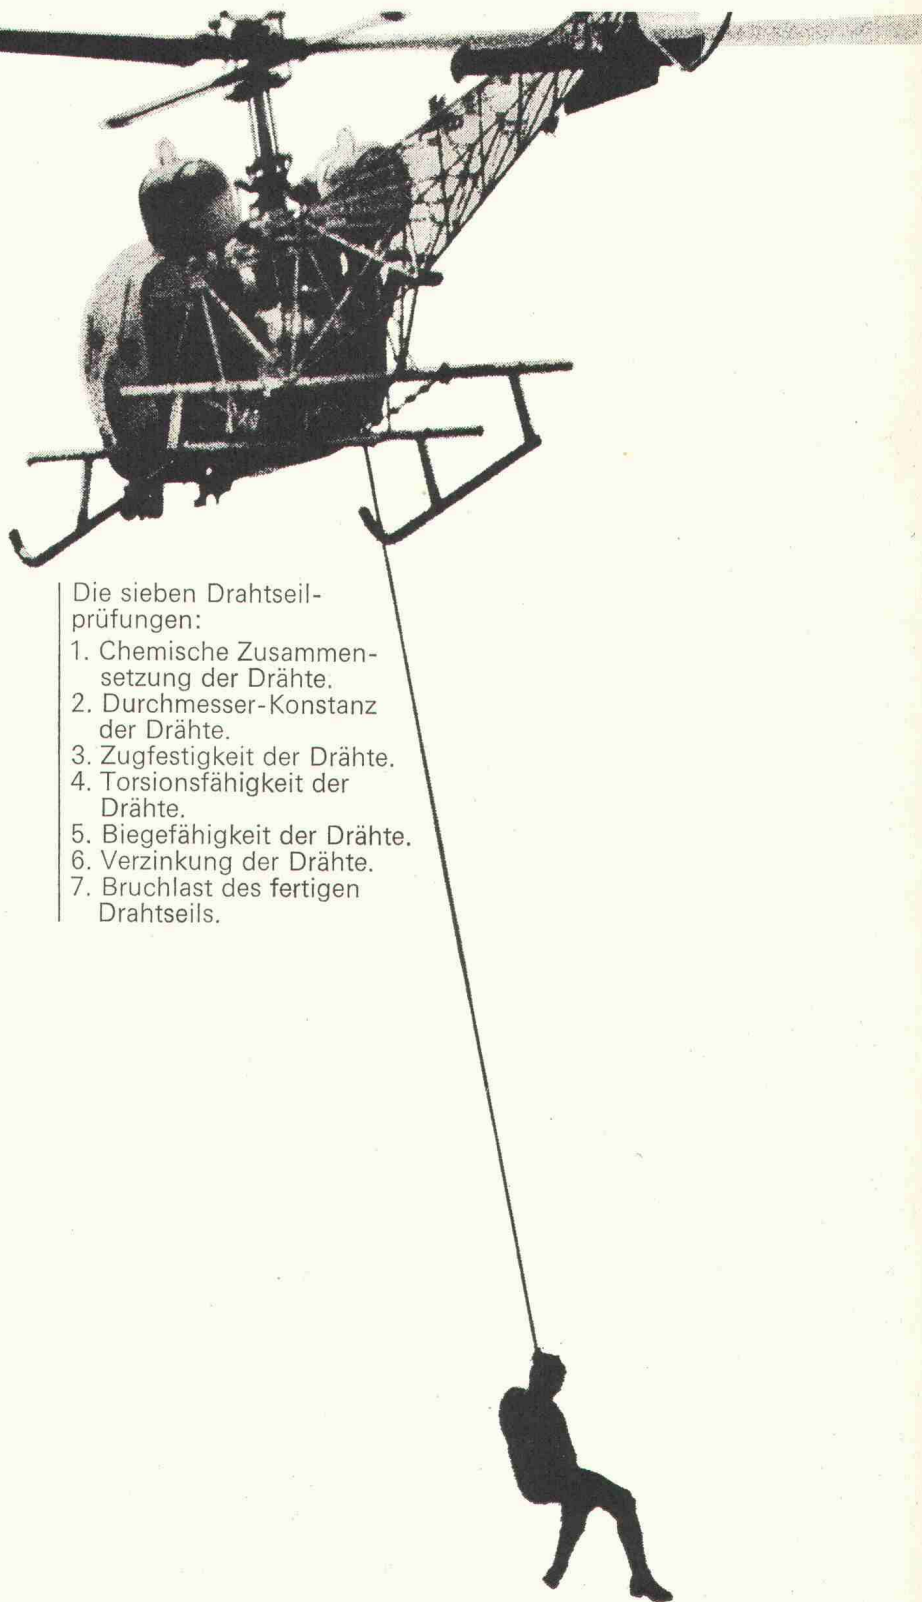 Die sieben Drahtseil-
prüfungen:
1. Chemische Zusammen-
setzung der Drähte.
2. Durchmesser-Konstanz
der Drähte.
3. Zugfestigkeit der Drähte.
4. Torsionsfähigkeit der
Drähte.
5. Biegefähigkeit der Drähte.
6. Verzinkung der Drähte.
7. Bruchlast des fertigen
Drahtseils.